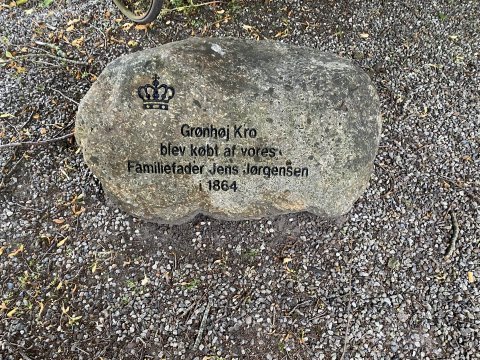 Grønhøj Kro
blev købt af vores
Familiefader Jens Jørgensen
i 1864